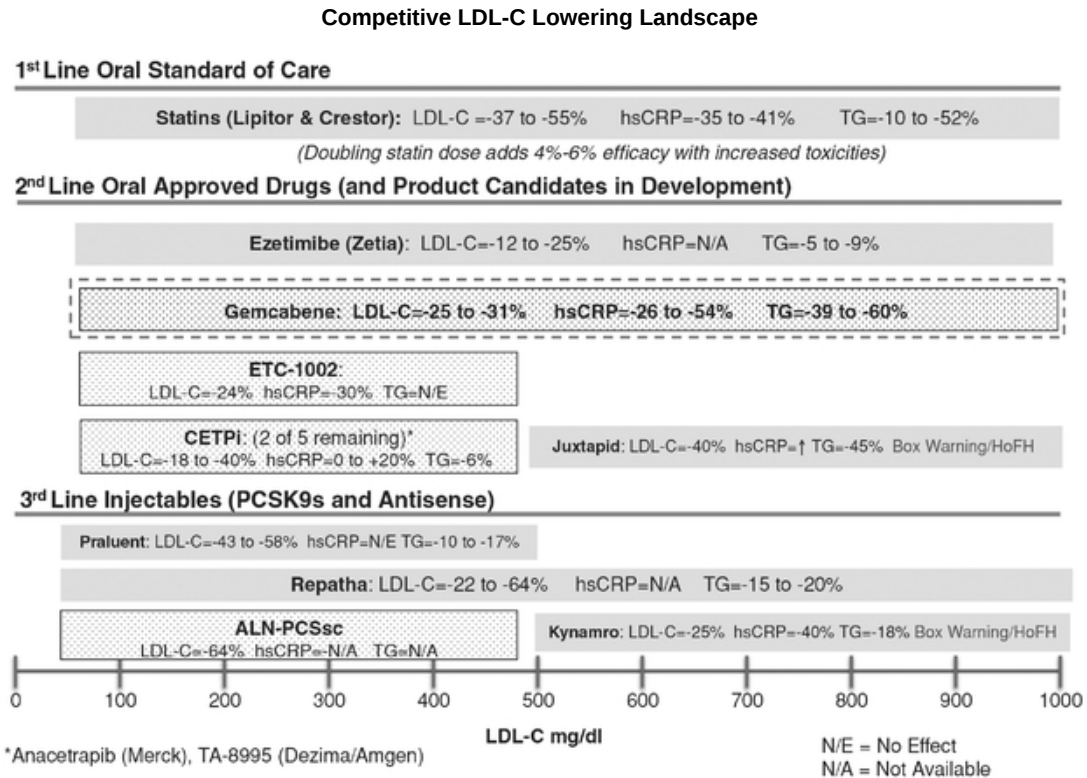 Competitive LDL-C Lowering Landscape
1st Line Oral Standard of Care
Statins (Lipitor & Crestor): LDL-C =-37 to -55% hsCRP=-35 to -41% TG=-10 to -52%
(Doubling statin dose adds 4%-6% efficacy with increased toxicities)
2nd Line Oral Approved Drugs (and Product Candidates in Development)
Ezetimibe (Zetia): LDL-C=-12 to -25% hsCRP=N/A TG=-5 to -9%
Gemcabene: LDL-C=-25 to -31% hsCRP=-26 to -54% TG=-39 to -60%
ETC-1002:
LDL-C=-24% hsCRP=-30% TG=N/E
CETPi: (2 of 5 remaining)*
LDL-C=-18 to -40% hsCRP=0 to +20% TG=-6%
Juxtapid: LDL-C=-40% hsCRP=↑ TG=-45% Box Warning/HoFH
3rd Line Injectables (PCSK9s and Antisense)
Praluent: LDL-C=-43 to -58% hsCRP=N/E TG=-10 to -17%
Repatha: LDL-C=-22 to -64% hsCRP=N/A TG=-15 to -20%
ALN-PCSsc
LDL-C=-64% hsCRP=-N/A TG=N/A
Kynamro: LDL-C=-25% hsCRP=-40% TG=-18% Box Warning/HoFH
0 100 200 300 400 500 600 700 800 900 1000
LDL-C mg/dl
*Anacetrapib (Merck), TA-8995 (Dezima/Amgen)
N/E = No Effect
N/A = Not Available